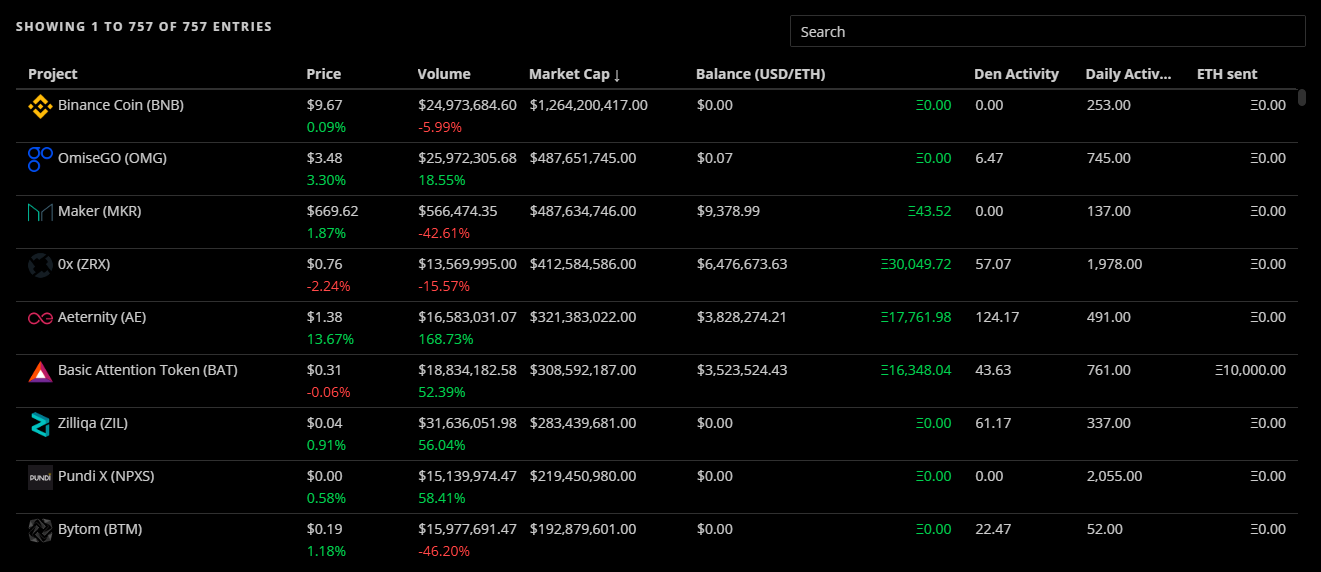 SHOWING 1 TO 757 OF 757 ENTRIES
Search
Project Price Volume Market Cap ↓ Balance (USD/ETH) Den Activity Daily Activ... ETH sent
Binance Coin (BNB) $9.67 $24,973,684.60 $1,264,200,417.00 $0.00 Ξ0.00 0.00 253.00 Ξ0.00
0.09% -5.99%
OmiseGO (OMG) $3.48 $25,972,305.68 $487,651,745.00 $0.07 Ξ0.00 6.47 745.00 Ξ0.00
3.30% 18.55%
Maker (MKR) $669.62 $566,474.35 $487,634,746.00 $9,378.99 Ξ43.52 0.00 137.00 Ξ0.00
1.87% -42.61%
0x (ZRX) $0.76 $13,569,995.00 $412,584,586.00 $6,476,673.63 Ξ30,049.72 57.07 1,978.00 Ξ0.00
-2.24% -15.57%
Aeternity (AE) $1.38 $16,583,031.07 $321,383,022.00 $3,828,274.21 Ξ17,761.98 124.17 491.00 Ξ0.00
13.67% 168.73%
Basic Attention Token (BAT) $0.31 $18,834,182.58 $308,592,187.00 $3,523,524.43 Ξ16,348.04 43.63 761.00 Ξ10,000.00
-0.06% 52.39%
Zilliqa (ZIL) $0.04 $31,636,051.98 $283,439,681.00 $0.00 Ξ0.00 61.17 337.00 Ξ0.00
0.91% 56.04%
PUNDI Pundi X (NPXS) $0.00 $15,139,974.47 $219,450,980.00 $0.00 Ξ0.00 0.00 2,055.00 Ξ0.00
0.58% 58.41%
Bytom (BTM) $0.19 $15,977,691.47 $192,879,601.00 $0.00 Ξ0.00 22.47 52.00 Ξ0.00
1.18% -46.20%